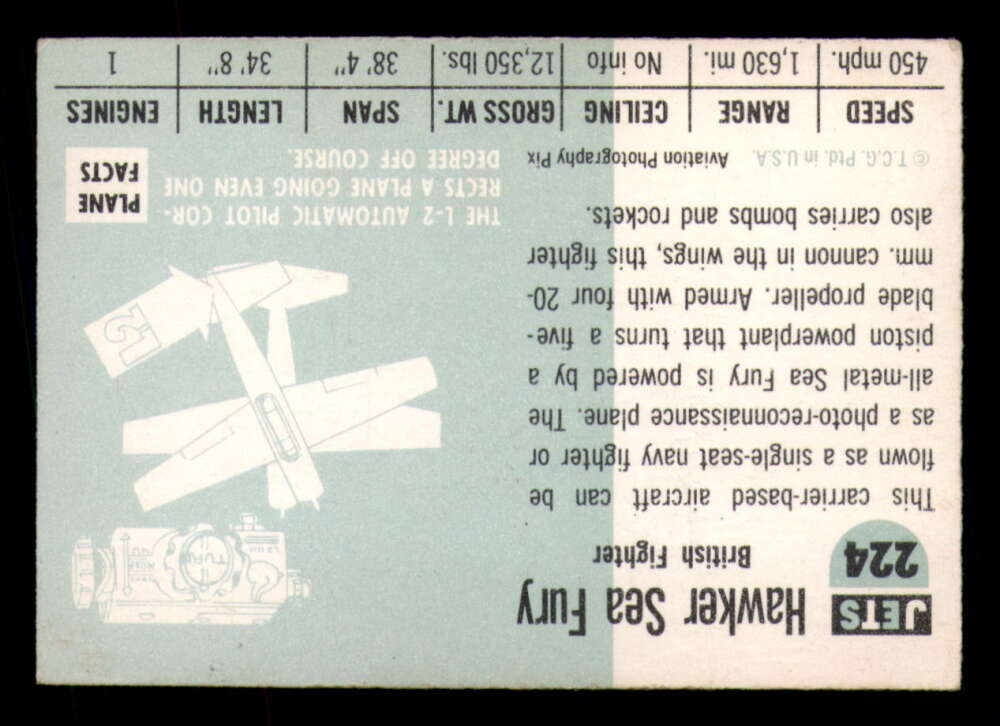 JETS
224
Hawker Sea Fury
British Fighter
This carrier-based aircraft can be
flown as a single-seat navy fighter or
as a photo-reconnaissance plane. The
all-metal Sea Fury is powered by a
piston powerplant that turns a five-
blade propeller. Armed with four 20-
mm. cannon in the wings, this fighter
also carries bombs and rockets.
© T.C.G. Ptd. in U.S.A. Aviation Photography Pix
L2
TURN
PLANE
FACTS
THE L-2 AUTOMATIC PILOT COR-
RECTS A PLANE GOING EVEN ONE
DEGREE OFF COURSE.
SPEED RANGE CEILING GROSS WT. SPAN LENGTH ENGINES
450 mph. 1,630 mi. No info 12,350 lbs. 38'4" 34'8" 1